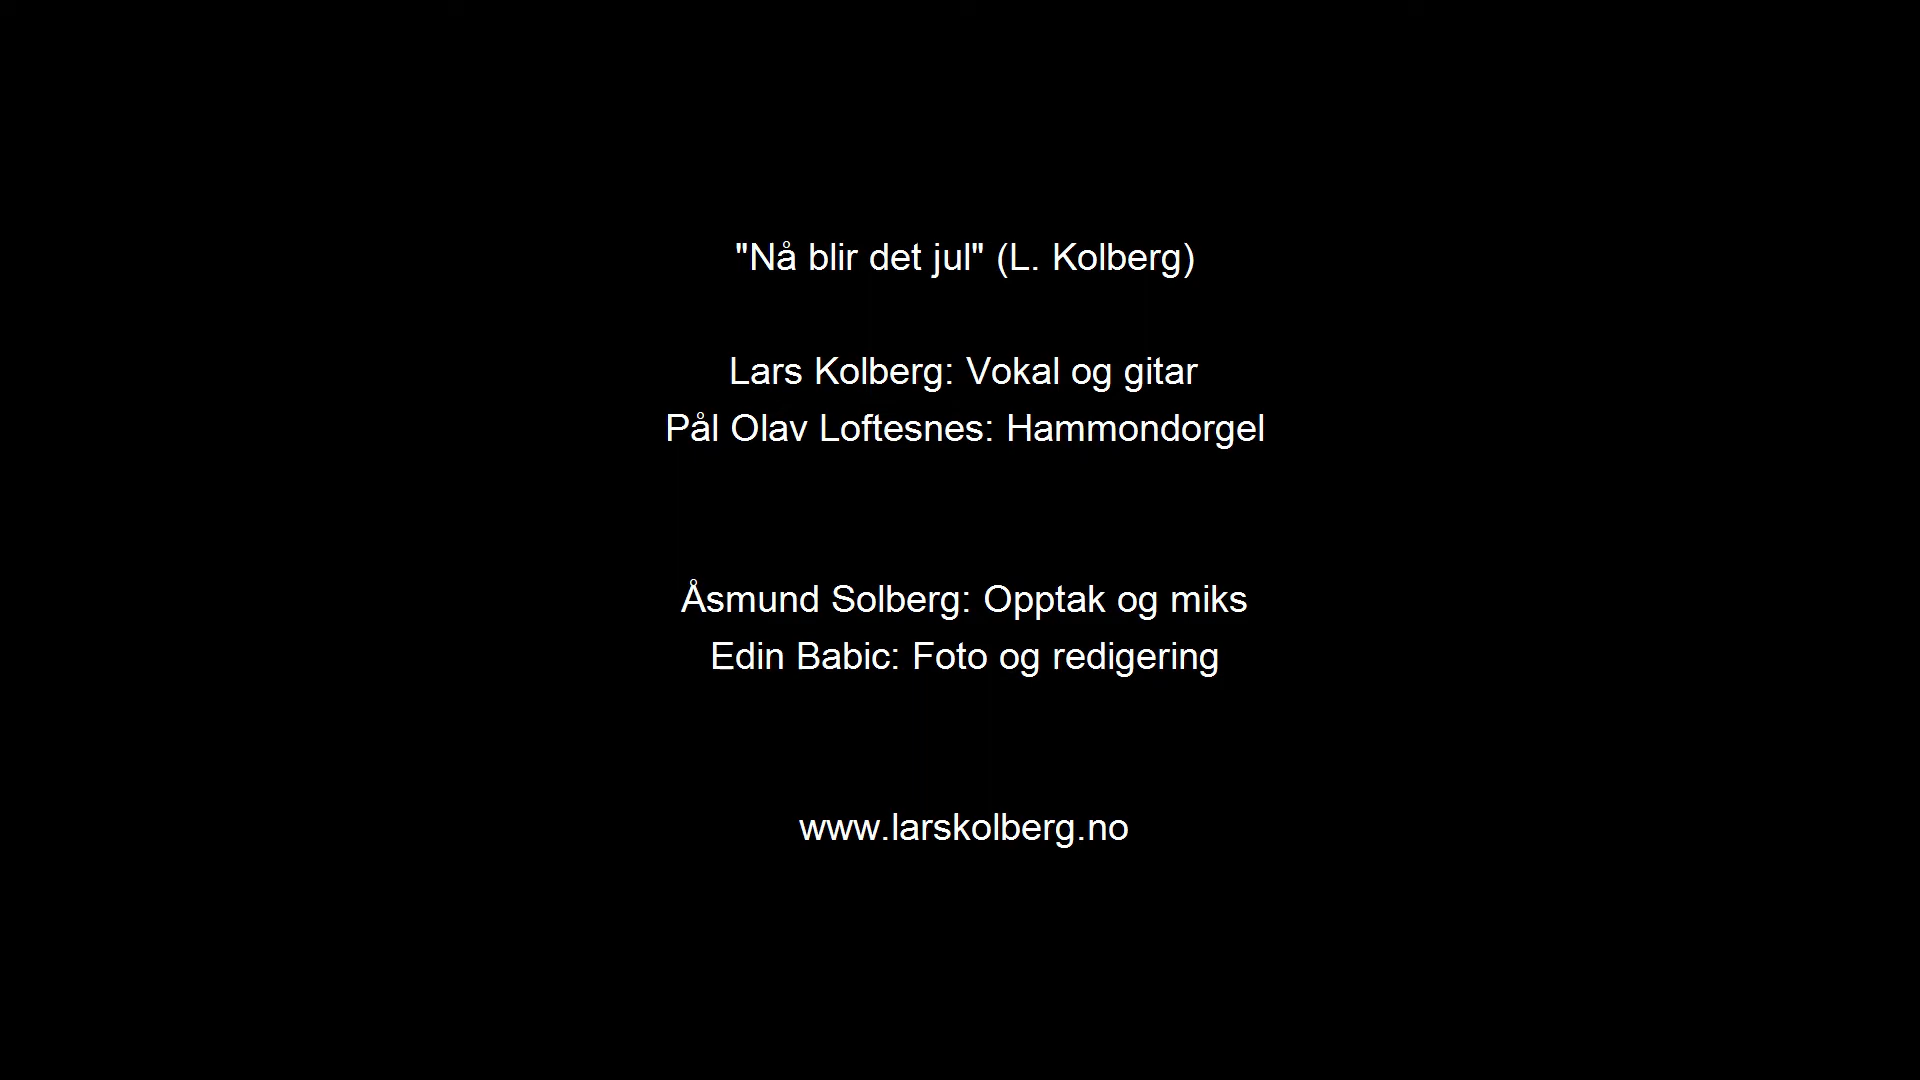 "Nå blir det jul" (L. Kolberg)
Lars Kolberg: Vokal og gitar
Pål Olav Loftesnes: Hammondorgel
Åsmund Solberg: Opptak og miks
Edin Babic: Foto og redigering
www.larskolberg.no